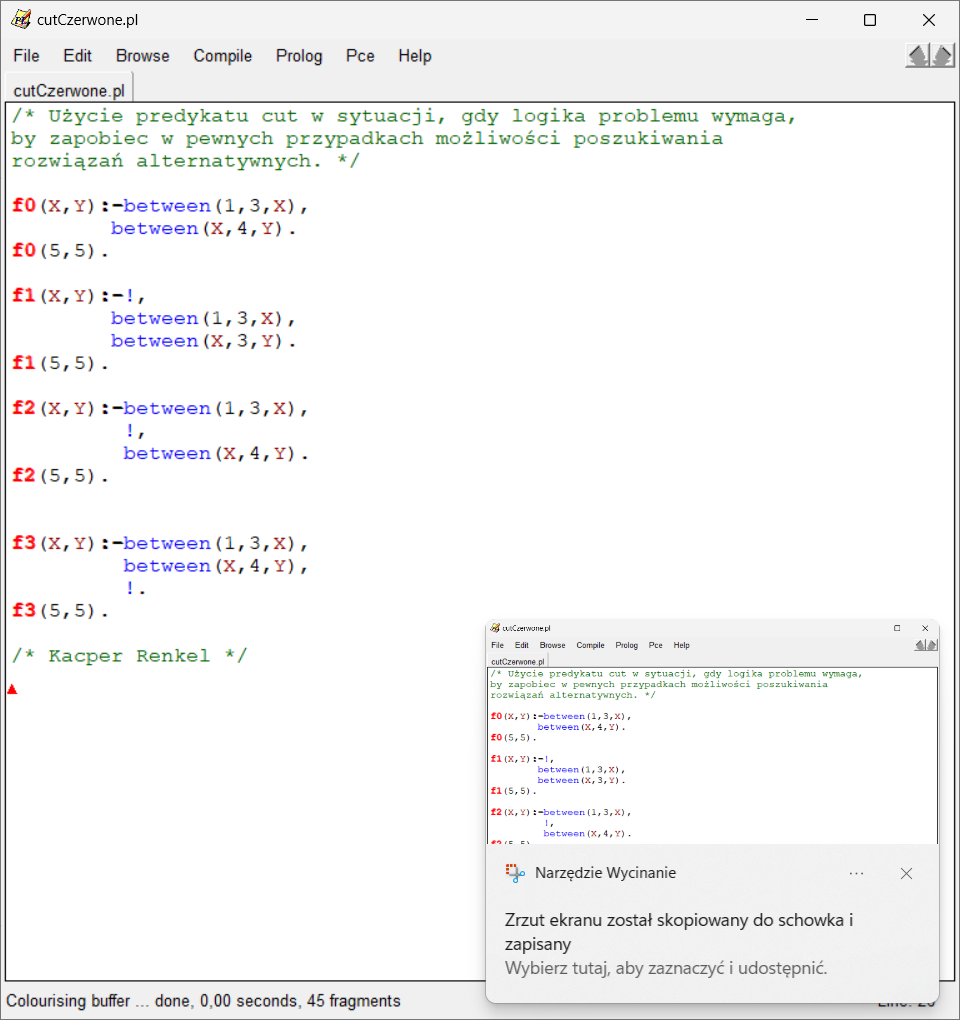 cutCzerwone.pl
File Edit Browse Compile Prolog Pce Help
cutCzerwone.pl
/* Użycie predykatu cut w sytuacji, gdy logika problemu wymaga,
by zapobiec w pewnych przypadkach możliwości poszukiwania
rozwiązań alternatywnych. */
f0(X,Y):-between(1,3,X),
between(X,4,Y).
f0(5,5).
f1(X,Y):-!,
between(1,3,X),
between(X,3,Y).
f1(5,5).
f2(X,Y):-between(1,3,X),
!,
between(X,4,Y).
f2(5,5).
f3(X,Y):-between(1,3,X),
between(X,4,Y),
!.
f3(5,5).
/* Kacper Renkel */
cutCzerwone.pl
File Edit Browse Compile Prolog Pce Help
cutCzerwone.pl
/* Użycie predykatu cut w sytuacji, gdy logika problemu wymaga,
by zapobiec w pewnych przypadkach możliwości poszukiwania
rozwiązań alternatywnych. */
f0(X,Y):-between(1,3,X),
between(X,4,Y).
f0(5,5).
f1(X,Y):-!,
between(1,3,X),
between(X,3,Y).
f1(5,5).
f2(X,Y):-between(1,3,X),
!,
between(X,4,Y).
Narzędzie Wycinanie
Zrzut ekranu został skopiowany do schowka i
zapisany
Wybierz tutaj, aby zaznaczyć i udostępnić.
Colourising buffer ... done, 0,00 seconds, 45 fragments